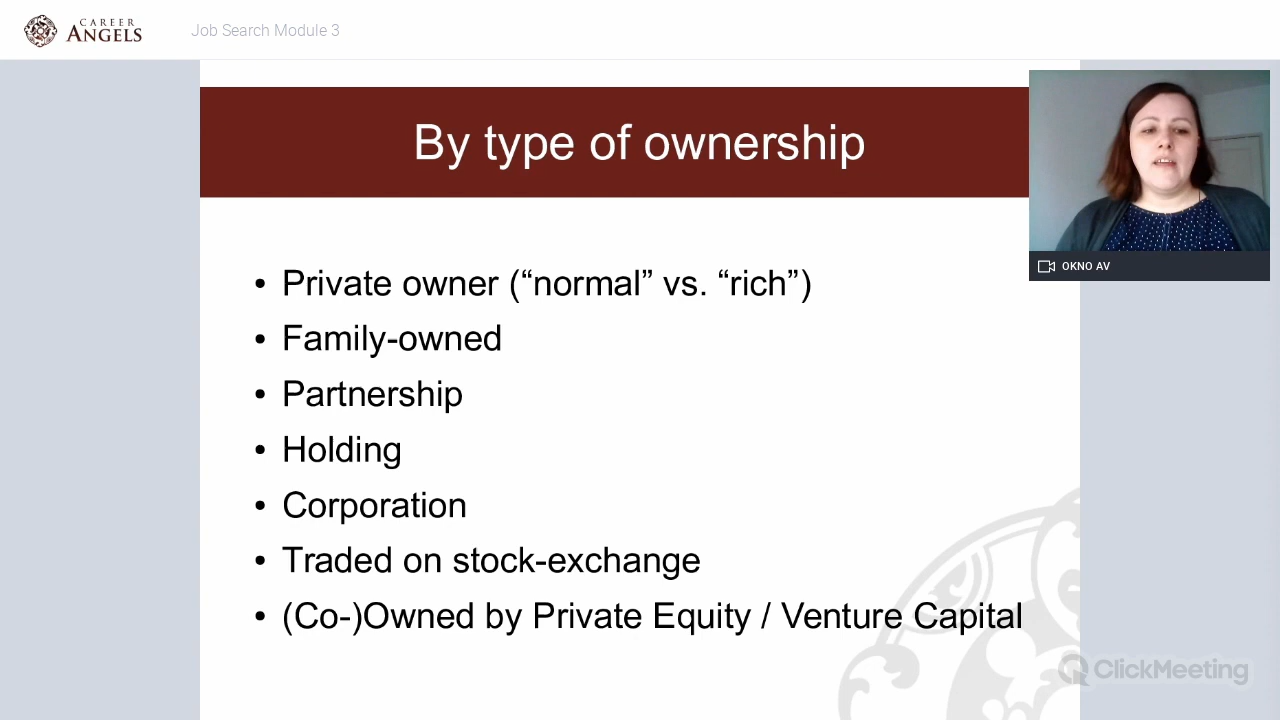 CAREER
ANGELS
Job Search Module 3
By type of ownership
OKNO AV
• Private owner (“normal” vs. “rich”)
• Family-owned
• Partnership
• Holding
• Corporation
• Traded on stock-exchange
• (Co-)Owned by Private Equity / Venture Capital
ClickMeeting